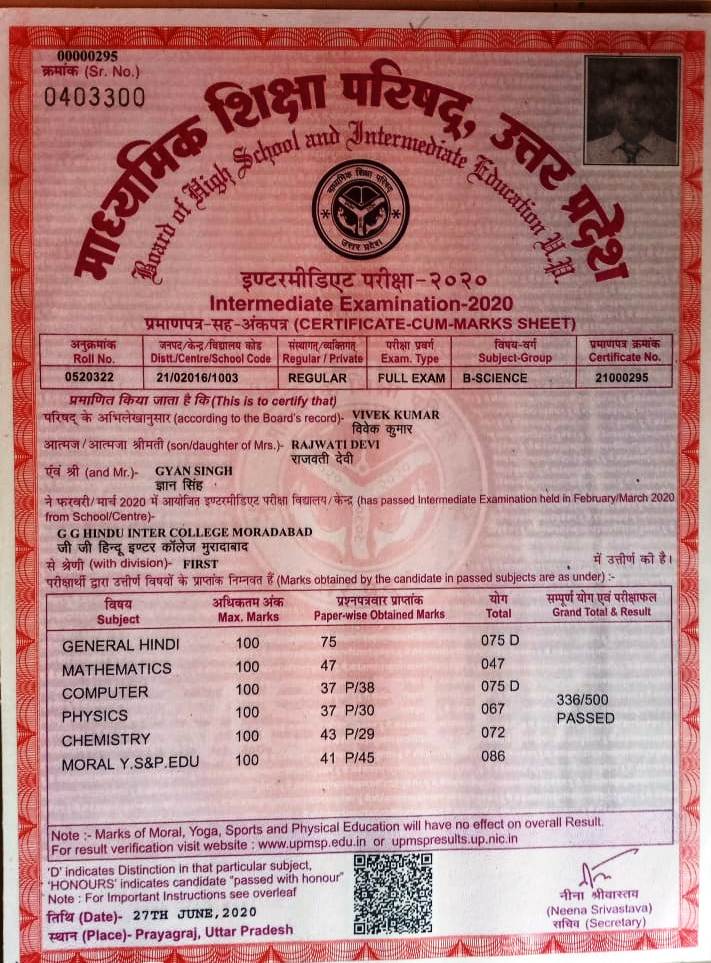 00000295
क्रमांक (Sr. No.)
0403300
माध्यमिक शिक्षा परिषद्, उत्तर प्रदेश
Board of High School and Intermediate Education U.P.
माध्यमिक शिक्षा परिषद्
उत्तर प्रदेश
इण्टरमीडिएट परीक्षा-२०२०
Intermediate Examination-2020
प्रमाणपत्र-सह-अंकपत्र (CERTIFICATE-CUM-MARKS SHEET)
अनुक्रमांक जनपद/केन्द्र/विद्यालय कोड संस्थागत/व्यक्तिगत परीक्षा प्रवर्ग विषय-वर्ग प्रमाणपत्र क्रमांक
Roll No. Distt./Centre/School Code Regular / Private Exam. Type Subject-Group Certificate No.
0520322 21/02016/1003 REGULAR FULL EXAM B-SCIENCE 21000295
प्रमाणित किया जाता है कि (This is to certify that)
परिषद् के अभिलेखानुसार (according to the Board's record)- VIVEK KUMAR
विवेक कुमार
आत्मज/आत्मजा श्रीमती (son/daughter of Mrs.)- RAJWATI DEVI
राजवती देवी
एंवं श्री (and Mr.)- GYAN SINGH
ज्ञान सिंह
ने फरवरी/मार्च 2020 में आयोजित इण्टरमीडिएट परीक्षा विद्यालय/केन्द्र (has passed Intermediate Examination held in February/March 2020
from School/Centre)-
G G HINDU INTER COLLEGE MORADABAD
जी जी हिन्दू इण्टर कॉलेज मुरादाबाद
से श्रेणी (with division)- FIRST में उत्तीर्ण की है।
परीक्षार्थी द्वारा उत्तीर्ण विषयों के प्राप्तांक निम्नवत हैं (Marks obtained by the candidate in passed subjects are as under) :-
विषय अधिकतम अंक प्रश्नपत्रवार प्राप्तांक योग सम्पूर्ण योग एवं परीक्षाफल
Subject Max. Marks Paper-wise Obtained Marks Total Grand Total & Result
GENERAL HINDI 100 75 075 D
MATHEMATICS 100 47 047
COMPUTER 100 37 P/38 075 D
336/500
PHYSICS 100 37 P/30 067
PASSED
CHEMISTRY 100 43 P/29 072
MORAL Y.S&P.EDU 100 41 P/45 086
Note :- Marks of Moral, Yoga, Sports and Physical Education will have no effect on overall Result.
For result verification visit website : www.upmsp.edu.in or upmspresults.up.nic.in
'D' indicates Distinction in that particular subject,
'HONOURS' indicates candidate "passed with honour"
Note : For Important Instructions see overleaf
तिथि (Date)- 27TH JUNE,2020
स्थान (Place)- Prayagraj, Uttar Pradesh
नीना श्रीवास्तव
(Neena Srivastava)
सचिव (Secretary)